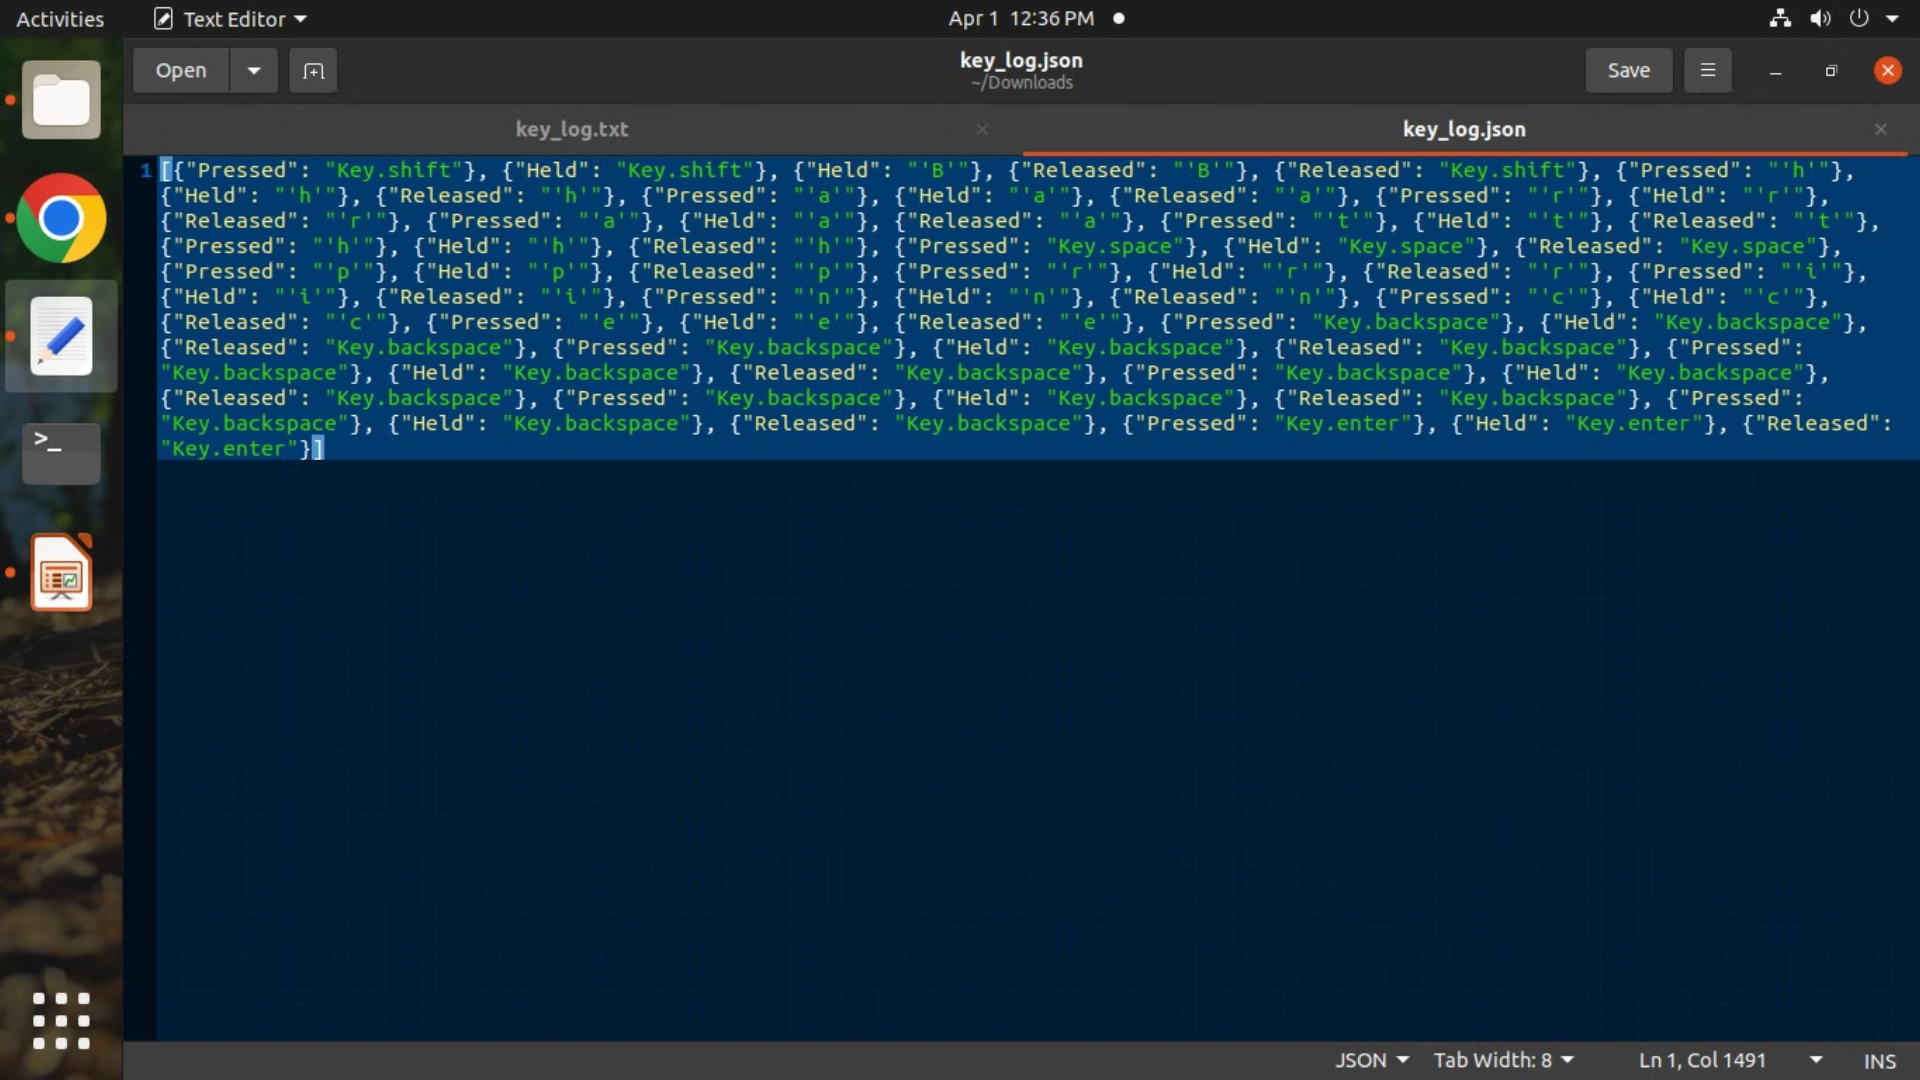 Activities
Text Editor
Apr 1 12:36 PM
Open
key_log.json
~/Downloads
Save
key_log.txt
key_log.json
1
[{"Pressed": "Key.shift"}, {"Held": "Key.shift"}, {"Held": "'B'"}, {"Released": "'B'"}, {"Released": "Key.shift"}, {"Pressed": "'h'"},
{"Held": "'h'"}, {"Released": "'h'"}, {"Pressed": "'a'"}, {"Held": "'a'"}, {"Released": "'a'"}, {"Pressed": "'r'"}, {"Held": "'r'"},
{"Released": "'r'"}, {"Pressed": "'a'"}, {"Held": "'a'"}, {"Released": "'a'"}, {"Pressed": "'t'"}, {"Held": "'t'"}, {"Released": "'t'"},
{"Pressed": "'h'"}, {"Held": "'h'"}, {"Released": "'h'"}, {"Pressed": "Key.space"}, {"Held": "Key.space"}, {"Released": "Key.space"},
{"Pressed": "'p'"}, {"Held": "'p'"}, {"Released": "'p'"}, {"Pressed": "'r'"}, {"Held": "'r'"}, {"Released": "'r'"}, {"Pressed": "'i'"},
{"Held": "'i'"}, {"Released": "'i'"}, {"Pressed": "'n'"}, {"Held": "'n'"}, {"Released": "'n'"}, {"Pressed": "'c'"}, {"Held": "'c'"},
{"Released": "'c'"}, {"Pressed": "'e'"}, {"Held": "'e'"}, {"Released": "'e'"}, {"Pressed": "Key.backspace"}, {"Held": "Key.backspace"},
{"Released": "Key.backspace"}, {"Pressed": "Key.backspace"}, {"Held": "Key.backspace"}, {"Released": "Key.backspace"}, {"Pressed":
"Key.backspace"}, {"Held": "Key.backspace"}, {"Released": "Key.backspace"}, {"Pressed": "Key.backspace"}, {"Held": "Key.backspace"},
{"Released": "Key.backspace"}, {"Pressed": "Key.backspace"}, {"Held": "Key.backspace"}, {"Released": "Key.backspace"}, {"Pressed":
"Key.backspace"}, {"Held": "Key.backspace"}, {"Released": "Key.backspace"}, {"Pressed": "Key.enter"}, {"Held": "Key.enter"}, {"Released":
"Key.enter"}]
JSON
Tab Width: 8
Ln 1, Col 1491
INS